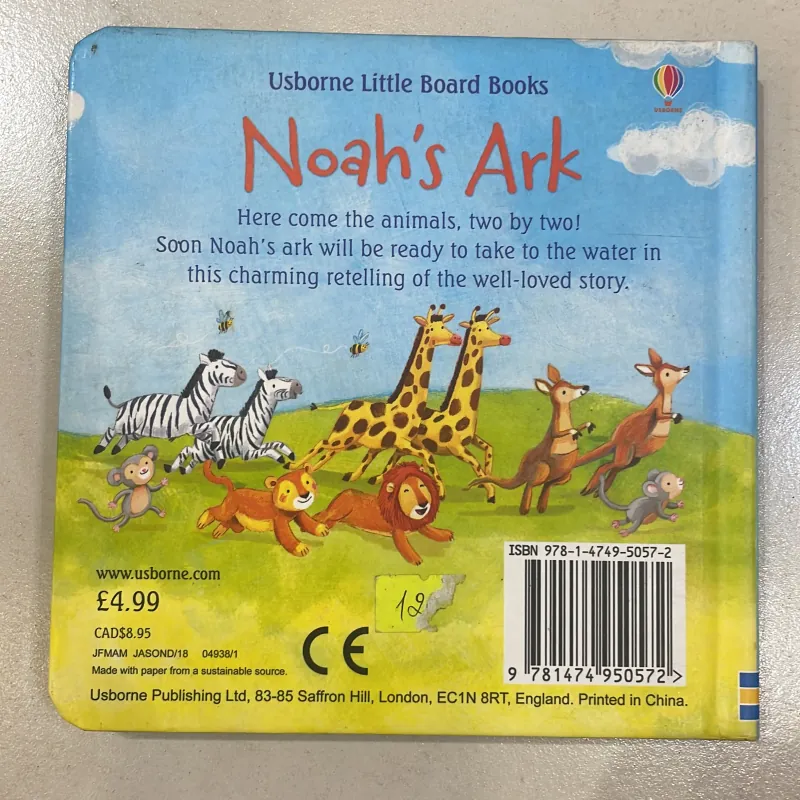 Usborne Little Board Books
USBORNE
Noah's Ark
Here come the animals, two by two!
Soon Noah's ark will be ready to take to the water in
this charming retelling of the well-loved story.
www.usborne.com
£4.99
CAD$8.95
JFMAM JASOND/18 04938/1
Made with paper from a sustainable source.
12
CE
ISBN 978-1-4749-5057-2
9 781474 950572 >
Usborne Publishing Ltd, 83-85 Saffron Hill, London, EC1N 8RT, England. Printed in China.